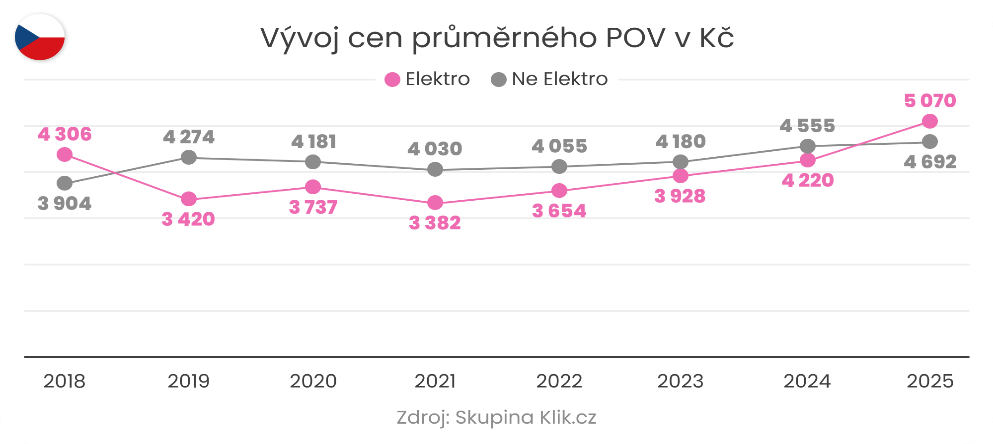 Vývoj cen průměrného POV v Kč
Elektro Ne Elektro
4 306 4 274 4 181 4 030 4 055 4 180 4 555 5 070
3 904 3 420 3 737 3 382 3 654 3 928 4 220 4 692
2018 2019 2020 2021 2022 2023 2024 2025
Zdroj: Skupina Klik.cz